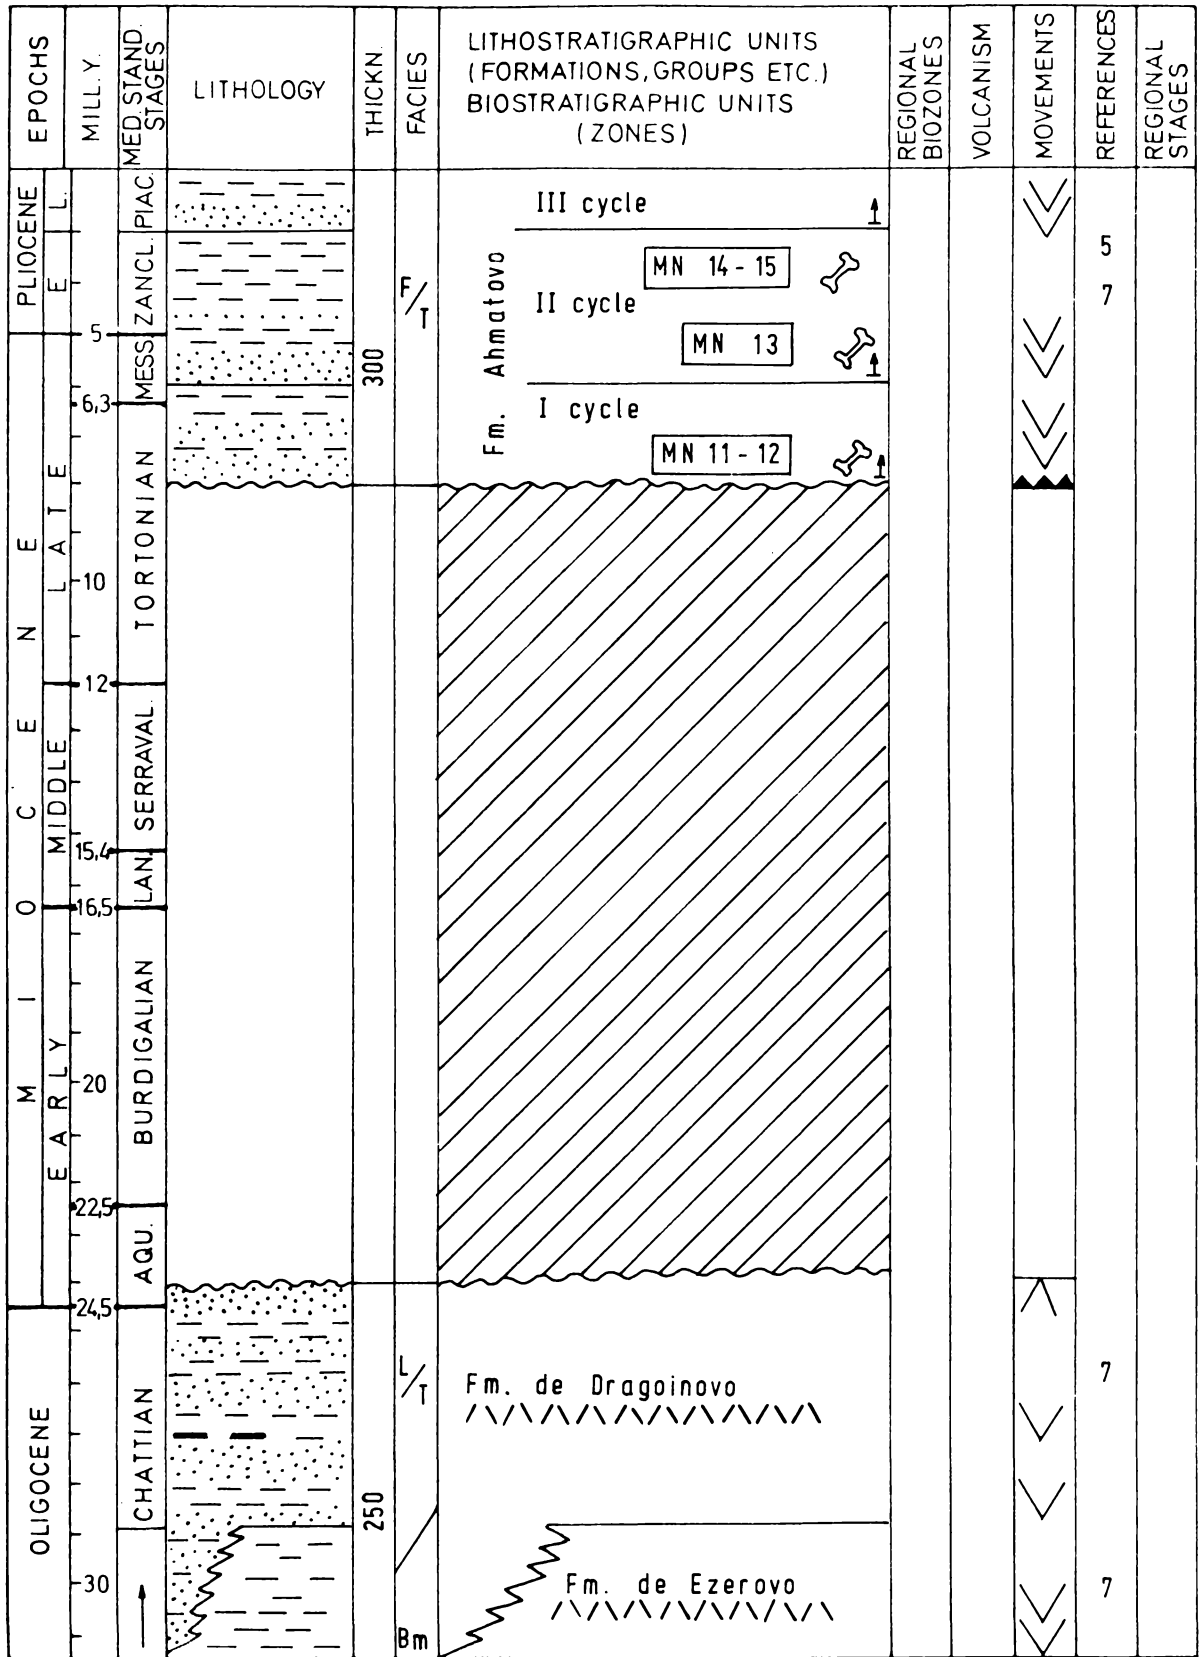 EPOCHS
MILL.Y.
MED.STAND.
STAGES
LITHOLOGY
THICKN.
FACIES
LITHOSTRATIGRAPHIC UNITS
(FORMATIONS, GROUPS ETC.)
BIOSTRATIGRAPHIC UNITS
(ZONES)
REGIONAL
BIOZONES
VOLCANISM
MOVEMENTS
REFERENCES
REGIONAL
STAGES
PLIOCENE
L.
E
PIAC.
ZANCL.
MESS.
III cycle
MN 14-15
II cycle
MN 13
I cycle
MN 11-12
Fm. Ahmatovo
F/T
300
5
7
5
6,3
MIOCENE
LATE
TORTONIAN
10
12
MIDDLE
SERRAVAL.
15,4
LAN.
16,5
EARLY
BURDIGALIAN
20
22,5
AQU.
24,5
OLIGOCENE
CHATTIAN
L/T
Fm. de Dragoinovo
7
250
30
Fm. de Ezerovo
7
Bm